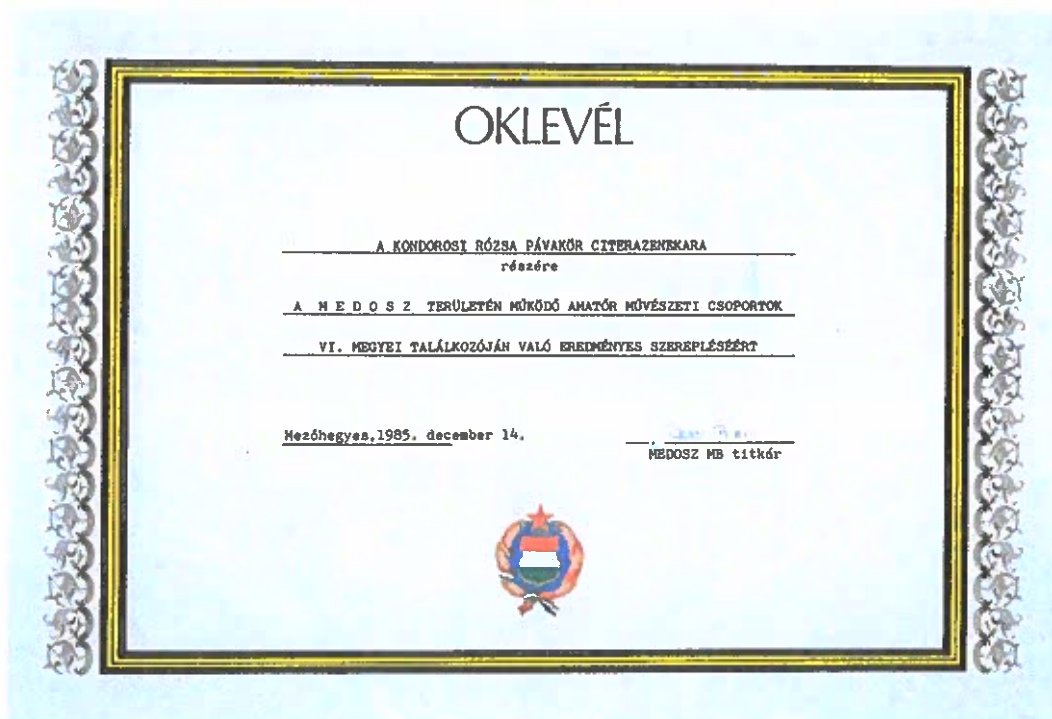 OKLEVÉL
A KONDOROSI RÓZSA PÁVAKÖR CITERAZENEKARA
részére
A M E D O S Z TERÜLETÉN MŰKÖDŐ AMATŐR MŰVÉSZETI CSOPORTOK
VI. MEGYEI TALÁLKOZÓJÁN VALÓ EREDMÉNYES SZEREPLÉSÉÉRT
Mezőhegyes,1985. december 14.
MEDOSZ MB titkár